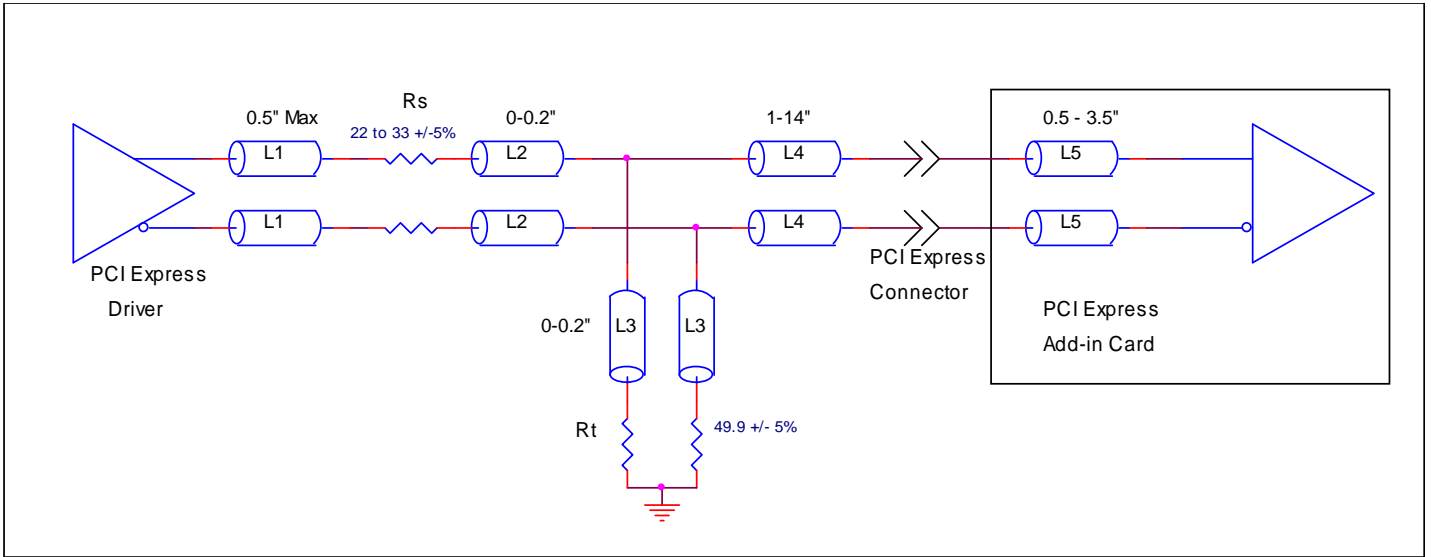 Rs
0.5" Max
22 to 33 +/-5%
0-0.2"
1-14"
0.5 - 3.5"
L1
L2
L4
L5
L1
L2
L4
L5
PCI Express
Driver
PCI Express
Connector
PCI Express
Add-in Card
0-0.2"
L3
L3
Rt
49.9 +/- 5%